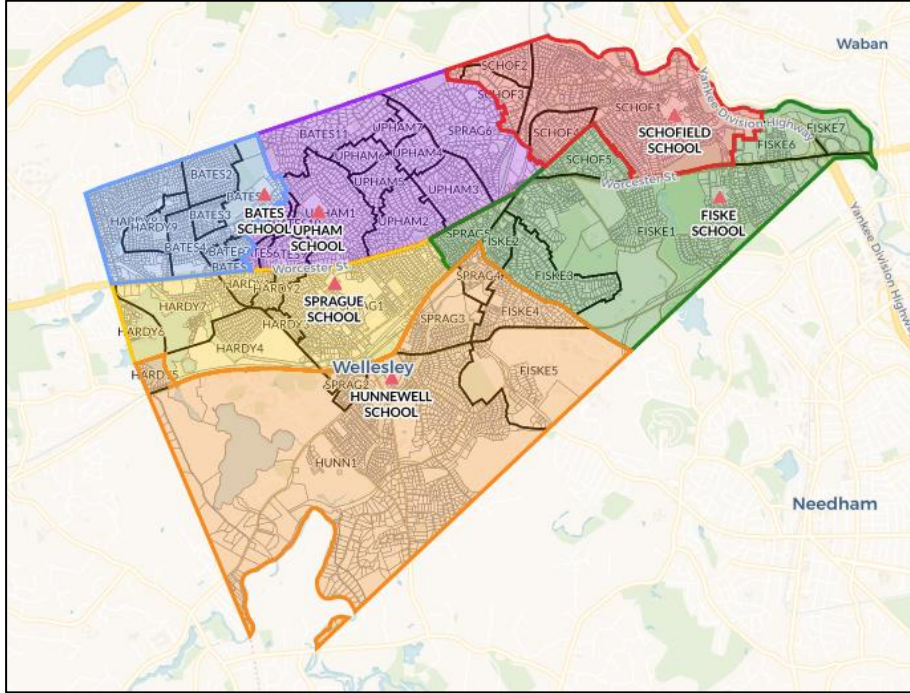 Waban
Yankee Division Highway
SCHOF2
SCHOF3
SCHOF1
SCHOFIELD
SCHOOL
SCHOF5
Worcester St
FISKE7
FISKE6
BATES11
UPHAM7
SPRAG6
UPHAM6
UPHAM4
UPHAM5
UPHAM3
UPHAM1
UPHAM2
BATES2
BATES3
HARDY9
BATES
SCHOOL
UPHAM
SCHOOL
FISKE1
FISKE
SCHOOL
Yankee Division Highway
SPRAG5
FISKE2
FISKE3
Worcester St
HARDY7
HARDY2
SPRAGUE
SCHOOL
SPRAG4
SPRAG3
FISKE4
HARDY6
HARDY4
Wellesley
SPRAG2
FISKE5
HUNNEWELL
SCHOOL
HUNN1
Needham